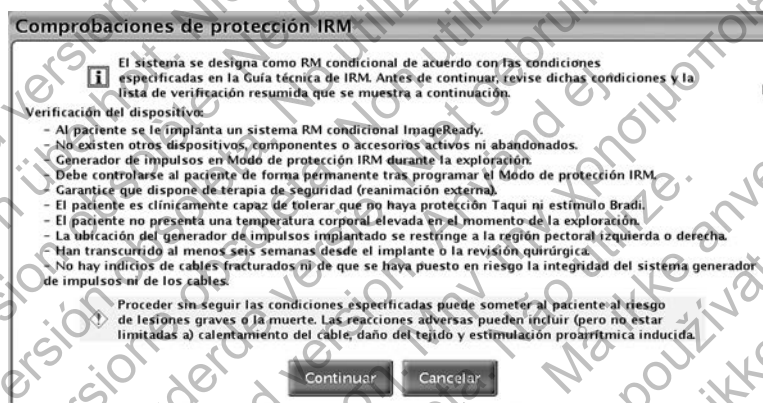 Comprobaciones de protección IRM
El sistema se designa como RM condicional de acuerdo con las condiciones
especificadas en la Guía técnica de IRM. Antes de continuar, revise dichas condiciones y la
lista de verificación resumida que se muestra a continuación.
Verificación del dispositivo:
- Al paciente se le implanta un sistema RM condicional ImageReady.
- No existen otros dispositivos, componentes o accesorios activos ni abandonados.
- Generador de impulsos en Modo de protección IRM durante la exploración.
- Debe controlarse al paciente de forma permanente tras programar el Modo de protección IRM.
- Garantice que dispone de terapia de seguridad (reanimación externa).
- El paciente es clínicamente capaz de tolerar que no haya protección Taqui ni estímulo Bradi.
- El paciente no presenta una temperatura corporal elevada en el momento de la exploración.
- La ubicación del generador de impulsos implantado se restringe a la región pectoral izquierda o derecha.
- Han transcurrido al menos seis semanas desde el implante o la revisión quirúrgica.
- No hay indicios de cables fracturados ni de que se haya puesto en riesgo la integridad del sistema generador
de impulsos ni de los cables.
Proceder sin seguir las condiciones especificadas puede someter al paciente al riesgo
de lesiones graves o la muerte. Las reacciones adversas pueden incluir (pero no estar
limitadas a) calentamiento del cable, daño del tejido y estimulación proarrítmica inducida.
Continuar Cancelar